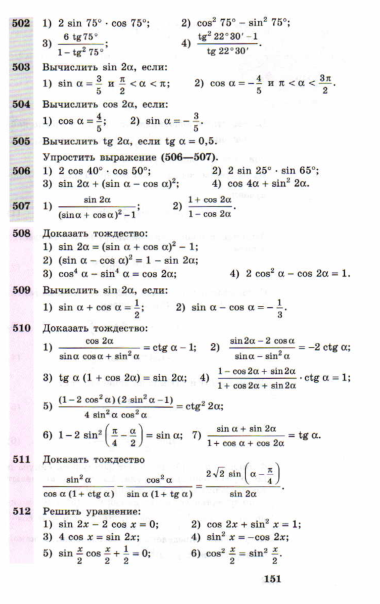 502 1) 2 sin 75° · cos 75°; 2) cos² 75° − sin² 75°;
3) 6 tg 75° / 1 − tg² 75°; 4) tg² 22°30′ − 1 / tg 22°30′.
503 Вычислить sin 2α, если:
1) sin α = 3/5 и π/2 < α < π; 2) cos α = −4/5 и π < α < 3π/2.
504 Вычислить cos 2α, если:
1) cos α = 4/5; 2) sin α = −3/5.
505 Вычислить tg 2α, если tg α = 0,5.
Упростить выражение (506—507).
506 1) 2 cos 40° · cos 50°; 2) 2 sin 25° · sin 65°;
3) sin 2α + (sin α − cos α)²; 4) cos 4α + sin² 2α.
507 1) sin 2α / (sin α + cos α)² − 1; 2) 1 + cos 2α / 1 − cos 2α.
508 Доказать тождество:
1) sin 2α = (sin α + cos α)² − 1;
2) (sin α − cos α)² = 1 − sin 2α;
3) cos⁴ α − sin⁴ α = cos 2α; 4) 2 cos² α − cos 2α = 1.
509 Вычислить sin 2α, если:
1) sin α + cos α = 1/2; 2) sin α − cos α = −1/3.
510 Доказать тождество:
1) cos 2α / sin α cos α + sin² α = ctg α − 1; 2) sin 2α − 2 cos α / sin α − sin² α = −2 ctg α;
3) tg α (1 + cos 2α) = sin 2α; 4) 1 − cos 2α + sin 2α / 1 + cos 2α + sin 2α · ctg α = 1;
5) (1 − 2 cos² α)(2 sin² α − 1) / 4 sin² α cos² α = ctg² 2α;
6) 1 − 2 sin² (π/4 − α/2) = sin α; 7) sin α + sin 2α / 1 + cos α + cos 2α = tg α.
511 Доказать тождество
sin² α / cos α (1 + ctg α) − cos² α / sin α (1 + tg α) = 2√2 sin (α − π/4) / sin 2α.
512 Решить уравнение:
1) sin 2x − 2 cos x = 0; 2) cos 2x + sin² x = 1;
3) 4 cos x = sin 2x; 4) sin² x = −cos 2x;
5) sin x/2 cos x/2 + 1/2 = 0; 6) cos² x/2 = sin² x/2.
151